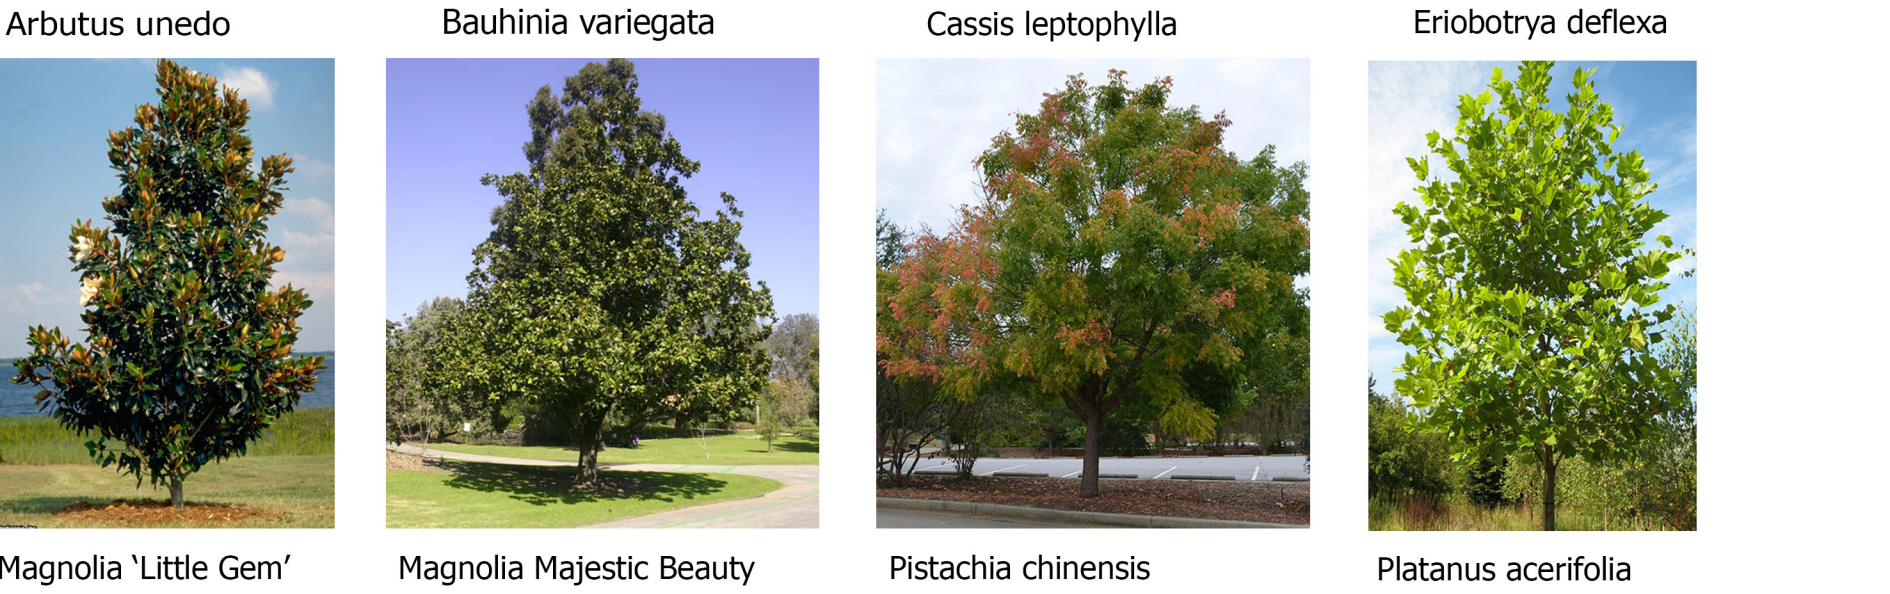 Arbutus unedo
Bauhinia variegata
Cassis leptophylla
Eriobotrya deflexa
Magnolia ‘Little Gem’
Magnolia Majestic Beauty
Pistachia chinensis
Platanus acerifolia